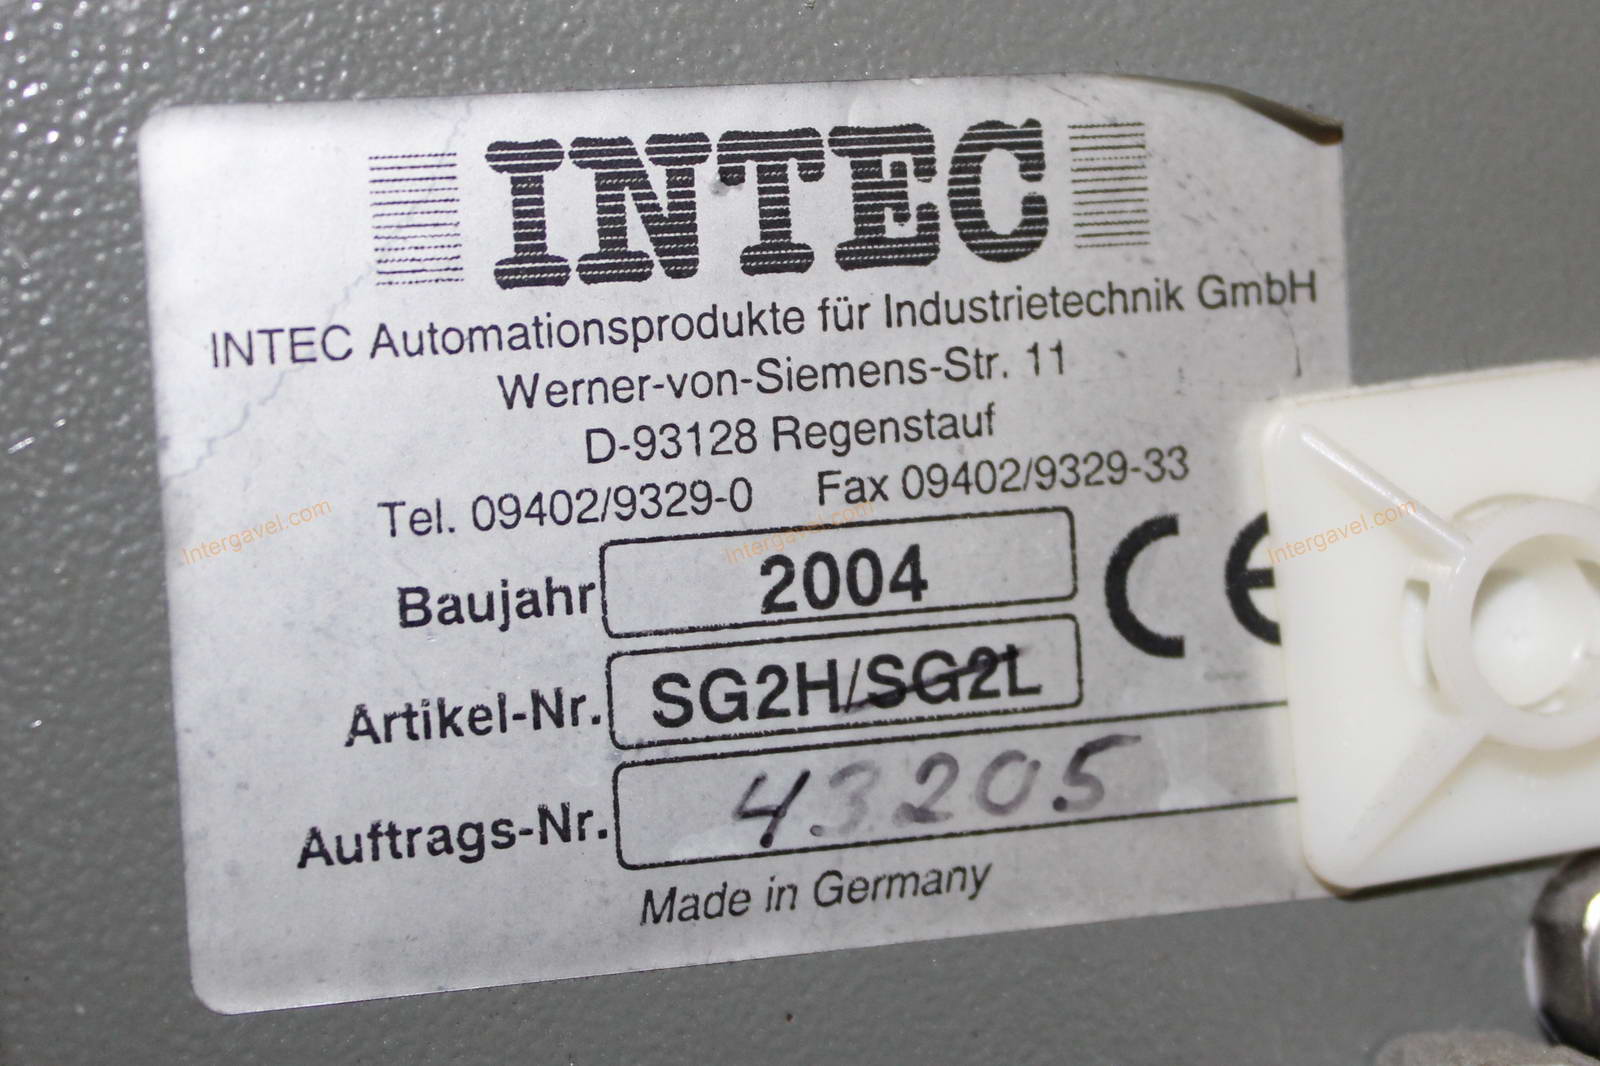 INTEC
INTEC Automationsprodukte für Industrietechnik GmbH
Werner-von-Siemens-Str. 11
D-93128 Regenstauf
Tel. 09402/9329-0 Fax 09402/9329-33
Intergavel.com Intergavel.com Intergavel.com
Baujahr 2004 CE
Artikel-Nr. SG2H/SG2L
Auftrags-Nr. 43205
Made in Germany